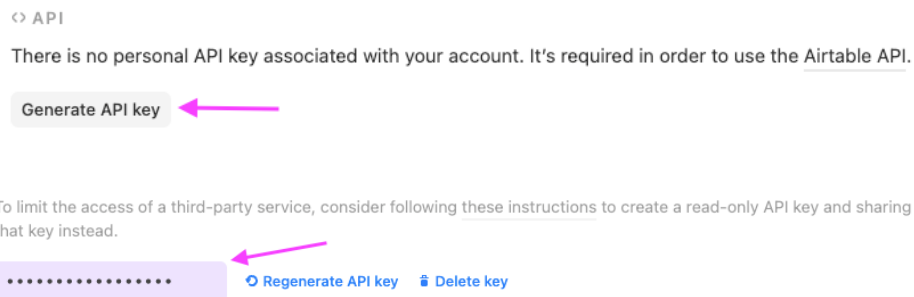 <> API
There is no personal API key associated with your account. It's required in order to use the Airtable API.
Generate API key
To limit the access of a third-party service, consider following these instructions to create a read-only API key and sharing
that key instead.
••••••••••••••••• Regenerate API key Delete key